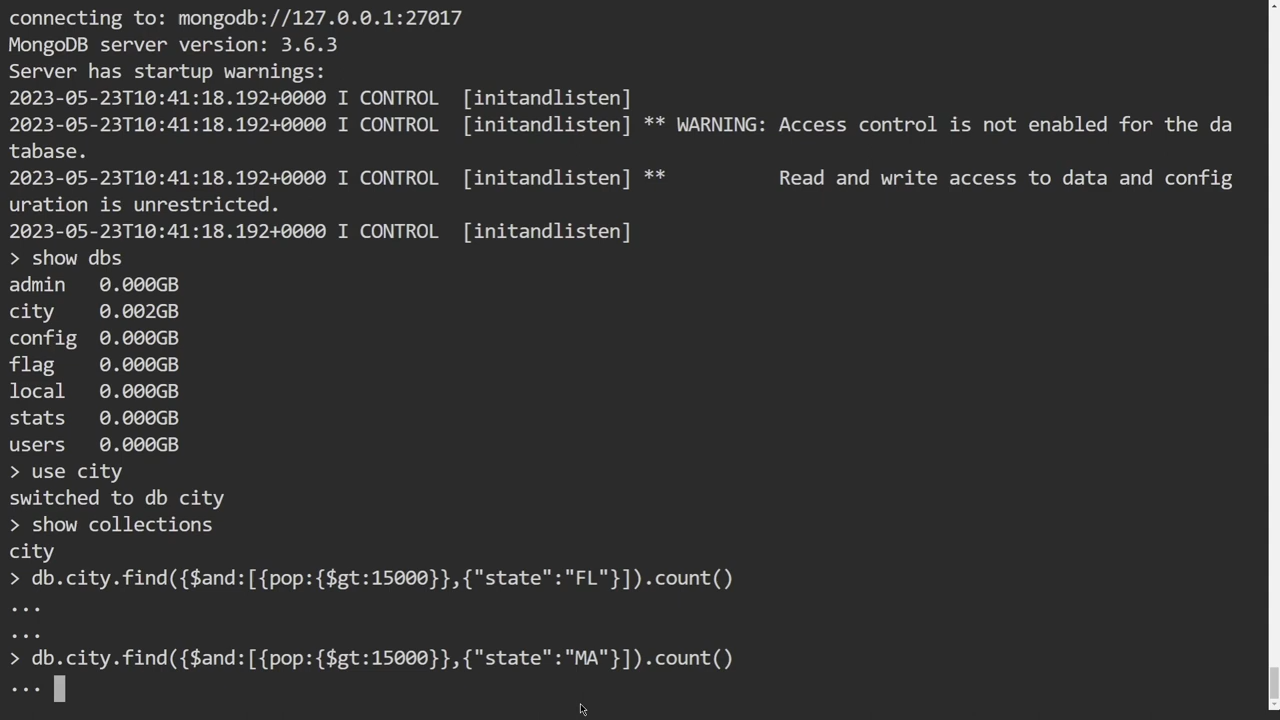 connecting to: mongodb://127.0.0.1:27017
MongoDB server version: 3.6.3
Server has startup warnings:
2023-05-23T10:41:18.192+0000 I CONTROL  [initandlisten]
2023-05-23T10:41:18.192+0000 I CONTROL  [initandlisten] ** WARNING: Access control is not enabled for the da
tabase.
2023-05-23T10:41:18.192+0000 I CONTROL  [initandlisten] **          Read and write access to data and config
uration is unrestricted.
2023-05-23T10:41:18.192+0000 I CONTROL  [initandlisten]
> show dbs
admin   0.000GB
city    0.002GB
config  0.000GB
flag    0.000GB
local   0.000GB
stats   0.000GB
users   0.000GB
> use city
switched to db city
> show collections
city
> db.city.find({$and:[{pop:{$gt:15000}},{"state":"FL"}]).count()
...
...
> db.city.find({$and:[{pop:{$gt:15000}},{"state":"MA"}]).count()
...